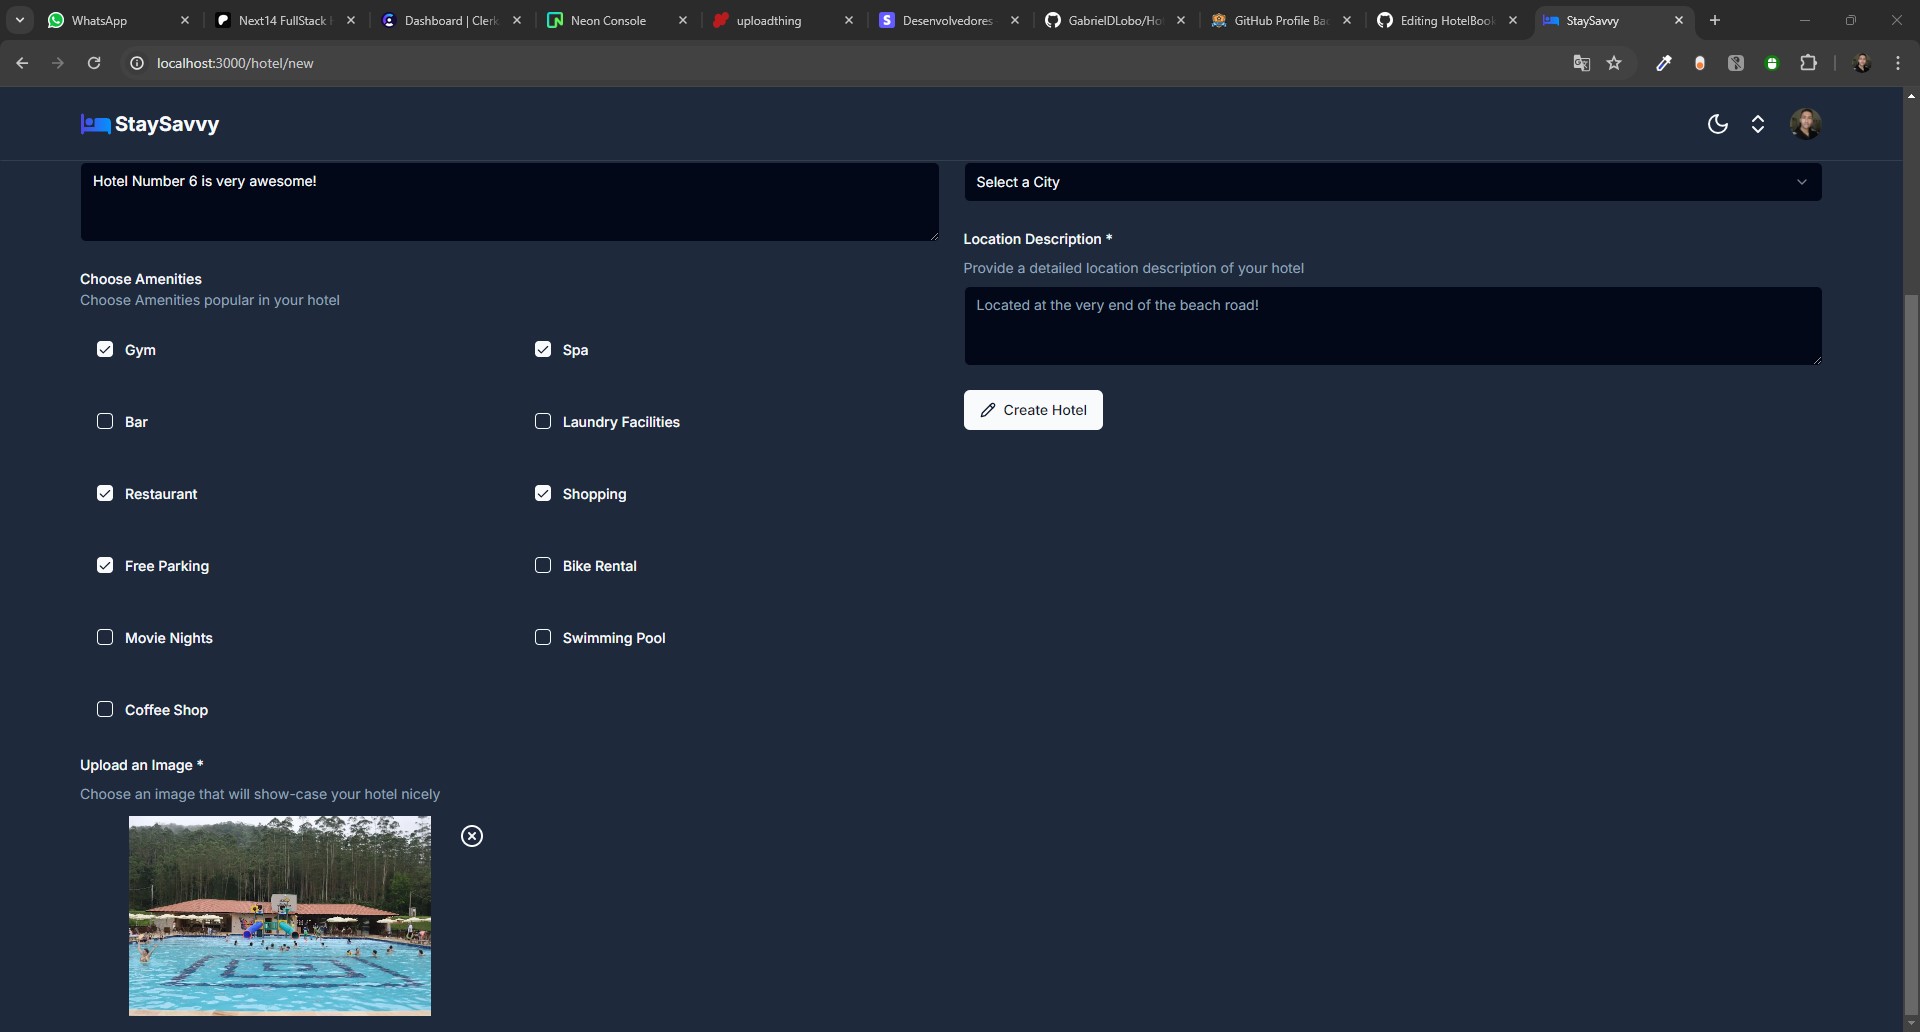 WhatsApp
Next14 FullStack
Dashboard | Clerk
Neon Console
uploadthing
Desenvolvedores
GabrielDLobo/Ho
GitHub Profile Ba
Editing HotelBook
StaySavvy
localhost:3000/hotel/new
StaySavvy
Hotel Number 6 is very awesome!
Choose Amenities
Choose Amenities popular in your hotel
Gym
Spa
Bar
Laundry Facilities
Restaurant
Shopping
Free Parking
Bike Rental
Movie Nights
Swimming Pool
Coffee Shop
Upload an Image *
Choose an image that will show-case your hotel nicely
Select a City
Location Description *
Provide a detailed location description of your hotel
Located at the very end of the beach road!
Create Hotel